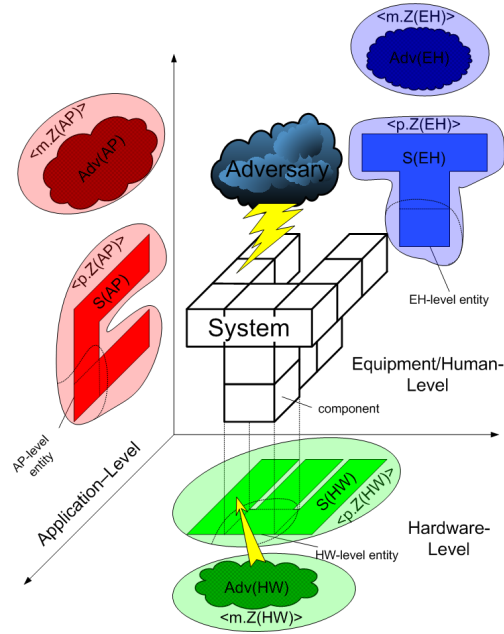 <m.Z(EH)>
Adv(EH)
<m.Z(AP)>
Adv(AP)
<p.Z(EH)>
S(EH)
Adversary
<p.Z(AP)>
S(AP)
EH-level entity
System
Equipment/Human-
Level
component
AP-level
entity
Application–Level
S(HW)
<p.Z(HW)>
Hardware-
Level
HW-level entity
Adv(HW)
<m.Z(HW)>